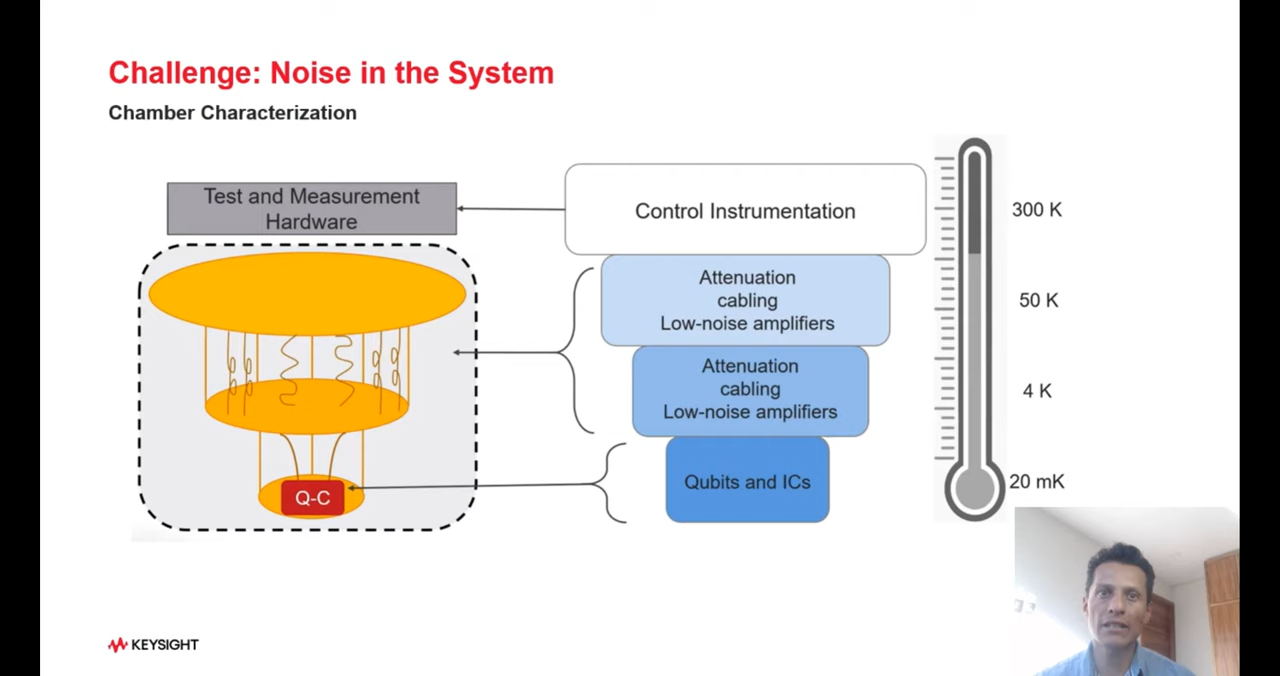 Challenge: Noise in the System
Chamber Characterization
Test and Measurement
Hardware
Control Instrumentation
300 K
Attenuation
cabling
Low-noise amplifiers
50 K
Attenuation
cabling
Low-noise amplifiers
4 K
Qubits and ICs
20 mK
Q-C
KEYSIGHT